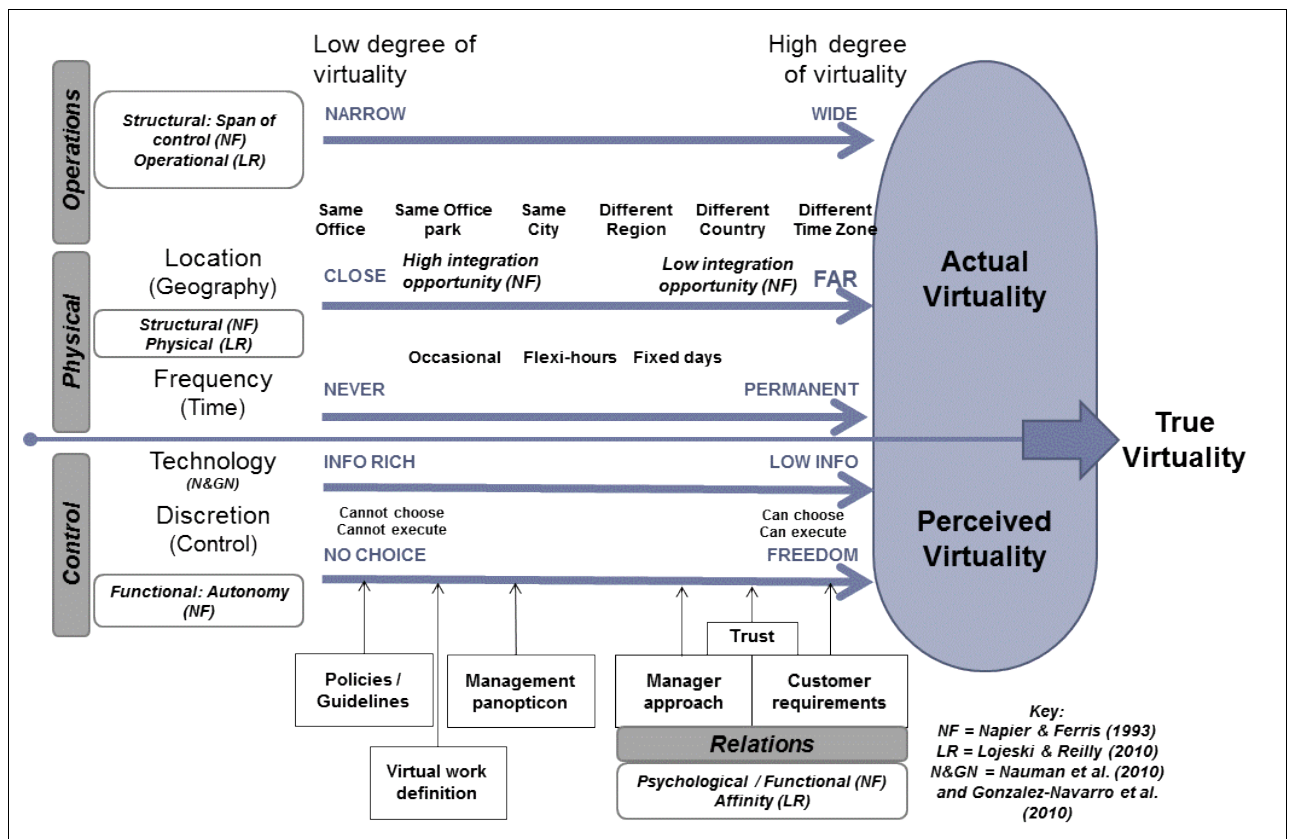 Low degree of
virtuality
High degree
of virtuality
Operations
Structural: Span of
control (NF)
Operational (LR)
NARROW
WIDE
Same
Office
Same Office
park
Same
City
Different
Region
Different
Country
Different
Time Zone
Physical
Location
(Geography)
CLOSE
High integration
opportunity (NF)
Low integration
opportunity (NF)
FAR
Structural (NF)
Physical (LR)
Occasional
Flexi-hours
Fixed days
Frequency
(Time)
NEVER
PERMANENT
Actual
Virtuality
True
Virtuality
Control
Technology
(N&GN)
INFO RICH
LOW INFO
Discretion
(Control)
Cannot choose
Cannot execute
Can choose
Can execute
NO CHOICE
FREEDOM
Perceived
Virtuality
Functional: Autonomy
(NF)
Trust
Policies /
Guidelines
Management
panopticon
Manager
approach
Customer
requirements
Virtual work
definition
Relations
Psychological / Functional (NF)
Affinity (LR)
Key:
NF = Napier & Ferris (1993)
LR = Lojeski & Reilly (2010)
N&GN = Nauman et al. (2010)
and Gonzalez-Navarro et al.
(2010)